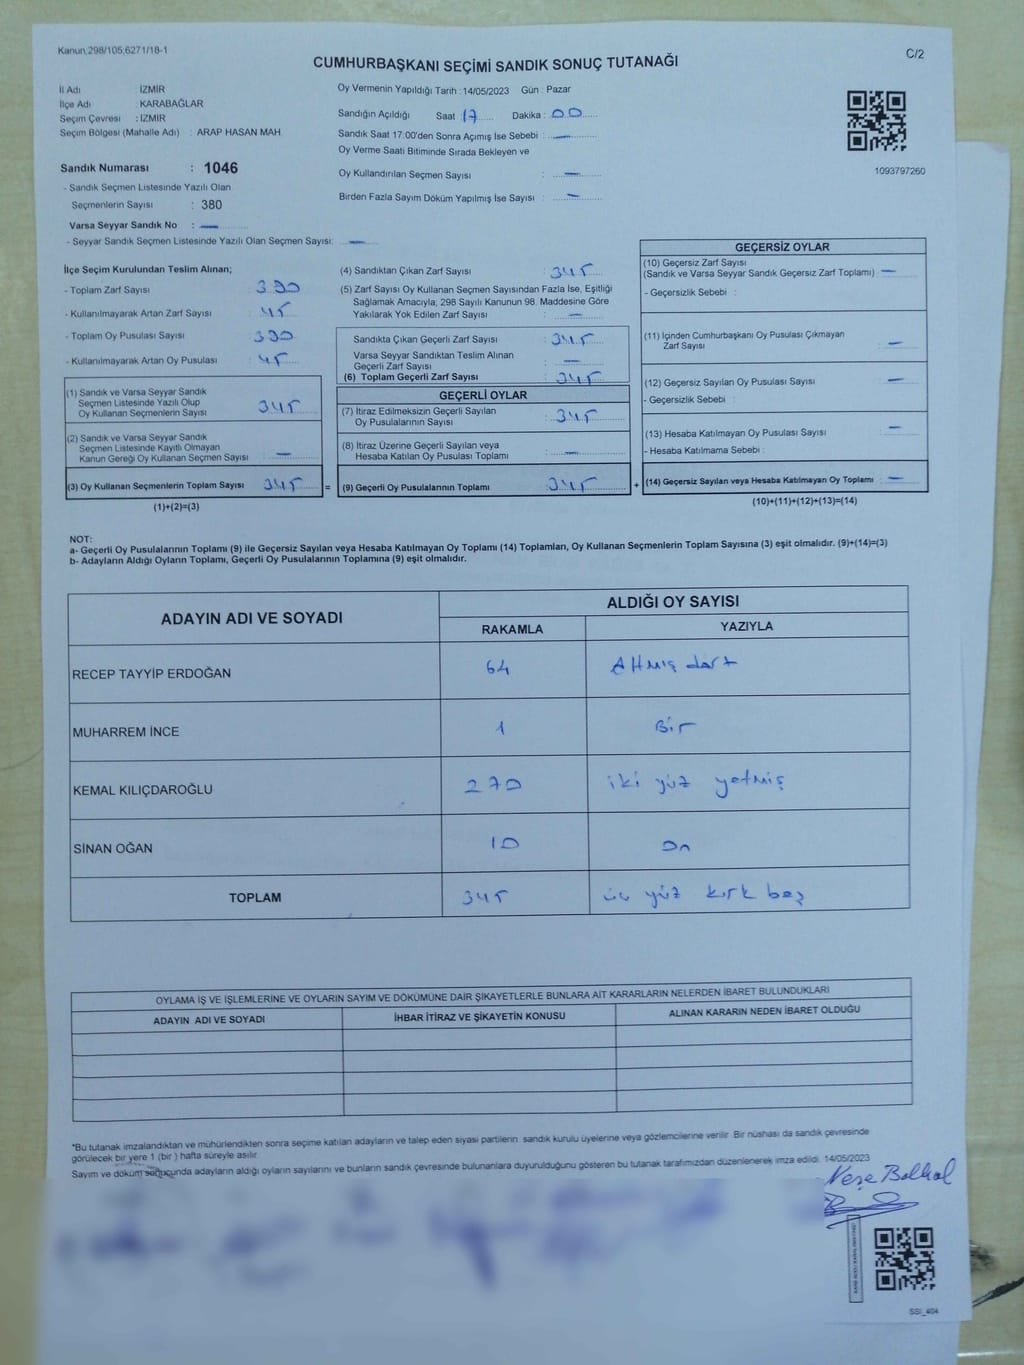 Kanun.298/105,6271/18-1
C/2
CUMHURBAŞKANI SEÇİMİ SANDIK SONUÇ TUTANAĞI
İl Adı : İZMİR
İlçe Adı : KARABAĞLAR
Seçim Çevresi : İZMİR
Seçim Bölgesi (Mahalle Adı) : ARAP HASAN MAH
Sandık Numarası : 1046
- Sandık Seçmen Listesinde Yazılı Olan
Seçmenlerin Sayısı : 380
Varsa Seyyar Sandık No : —
- Seyyar Sandık Seçmen Listesinde Yazılı Olan Seçmen Sayısı: —
Oy Vermenin Yapıldığı Tarih : 14/05/2023 Gün : Pazar
Sandığın Açıldığı Saat 17 Dakika : 00
Sandık Saat 17:00'den Sonra Açımış İse Sebebi : —
Oy Verme Saati Bitiminde Sırada Bekleyen ve
Oy Kullandırılan Seçmen Sayısı : —
Birden Fazla Sayım Döküm Yapılmış İse Sayısı : —
1093797260
İlçe Seçim Kurulundan Teslim Alınan;
- Toplam Zarf Sayısı : 390
- Kullanılmayarak Artan Zarf Sayısı : 45
- Toplam Oy Pusulası Sayısı : 390
- Kullanılmayarak Artan Oy Pusulası : 45
(1) Sandık ve Varsa Seyyar Sandık
Seçmen Listesinde Yazılı Olup
Oy Kullanan Seçmenlerin Sayısı : 345
(2) Sandık ve Varsa Seyyar Sandık
Seçmen Listesinde Kayıtlı Olmayan
Kanun Gereği Oy Kullanan Seçmen Sayısı : —
(3) Oy Kullanan Seçmenlerin Toplam Sayısı : 345 =
(1)+(2)=(3)
(4) Sandıktan Çıkan Zarf Sayısı : 345
(5) Zarf Sayısı Oy Kullanan Seçmen Sayısından Fazla İse, Eşitliği
Sağlamak Amacıyla; 298 Sayılı Kanunun 98. Maddesine Göre
Yakılarak Yok Edilen Zarf Sayısı : —
Sandıkta Çıkan Geçerli Zarf Sayısı : 345
Varsa Seyyar Sandıktan Teslim Alınan
Geçerli Zarf Sayısı : —
(6) Toplam Geçerli Zarf Sayısı : 345
GEÇERLİ OYLAR
(7) İtiraz Edilmeksizin Geçerli Sayılan
Oy Pusulalarının Sayısı : 345
(8) İtiraz Üzerine Geçerli Sayılan veya
Hesaba Katılan Oy Pusulası Toplamı : —
(9) Geçerli Oy Pusulalarının Toplamı : 345 +
GEÇERSİZ OYLAR
(10) Geçersiz Zarf Sayısı
(Sandık ve Varsa Seyyar Sandık Geçersiz Zarf Toplamı) : —
- Geçersizlik Sebebi :
(11) İçinden Cumhurbaşkanı Oy Pusulası Çıkmayan
Zarf Sayısı : —
(12) Geçersiz Sayılan Oy Pusulası Sayısı : —
- Geçersizlik Sebebi :
(13) Hesaba Katılmayan Oy Pusulası Sayısı : —
- Hesaba Katılmama Sebebi :
(14) Geçersiz Sayılan veya Hesaba Katılmayan Oy Toplamı : —
(10)+(11)+(12)+(13)=(14)
NOT:
a- Geçerli Oy Pusulalarının Toplamı (9) ile Geçersiz Sayılan veya Hesaba Katılmayan Oy Toplamı (14) Toplamları, Oy Kullanan Seçmenlerin Toplam Sayısına (3) eşit olmalıdır. (9)+(14)=(3)
b- Adayların Aldığı Oyların Toplamı, Geçerli Oy Pusulalarının Toplamına (9) eşit olmalıdır.
ADAYIN ADI VE SOYADI ALDIĞI OY SAYISI
RAKAMLA YAZIYLA
RECEP TAYYİP ERDOĞAN 64 Altmış dört
MUHARREM İNCE 1 Bir
KEMAL KILIÇDAROĞLU 270 iki yüz yetmiş
SİNAN OĞAN 10 On
TOPLAM 345 üç yüz kırk beş
OYLAMA İŞ VE İŞLEMLERİNE VE OYLARIN SAYIM VE DÖKÜMÜNE DAİR ŞİKAYETLERLE BUNLARA AİT KARARLARIN NELERDEN İBARET BULUNDUKLARI
ADAYIN ADI VE SOYADI İHBAR İTİRAZ VE ŞİKAYETİN KONUSU ALINAN KARARIN NEDEN İBARET OLDUĞU
*Bu tutanak imzalandıktan ve mühürlendikten sonra seçime katılan adayların ve talep eden siyasi partilerin sandık kurulu üyelerine veya gözlemcilerine verilir. Bir nüshası da sandık çevresinde
görülecek bir yere 1 (bir ) hafta süreyle asılır.
Sayım ve döküm sonucunda adayların aldığı oyların sayılarını ve bunların sandık çevresinde bulunanlara duyurulduğunu gösteren bu tutanak tarafımızdan düzenlenerek imza edildi. 14/05/2023
Neşe
SSI_404